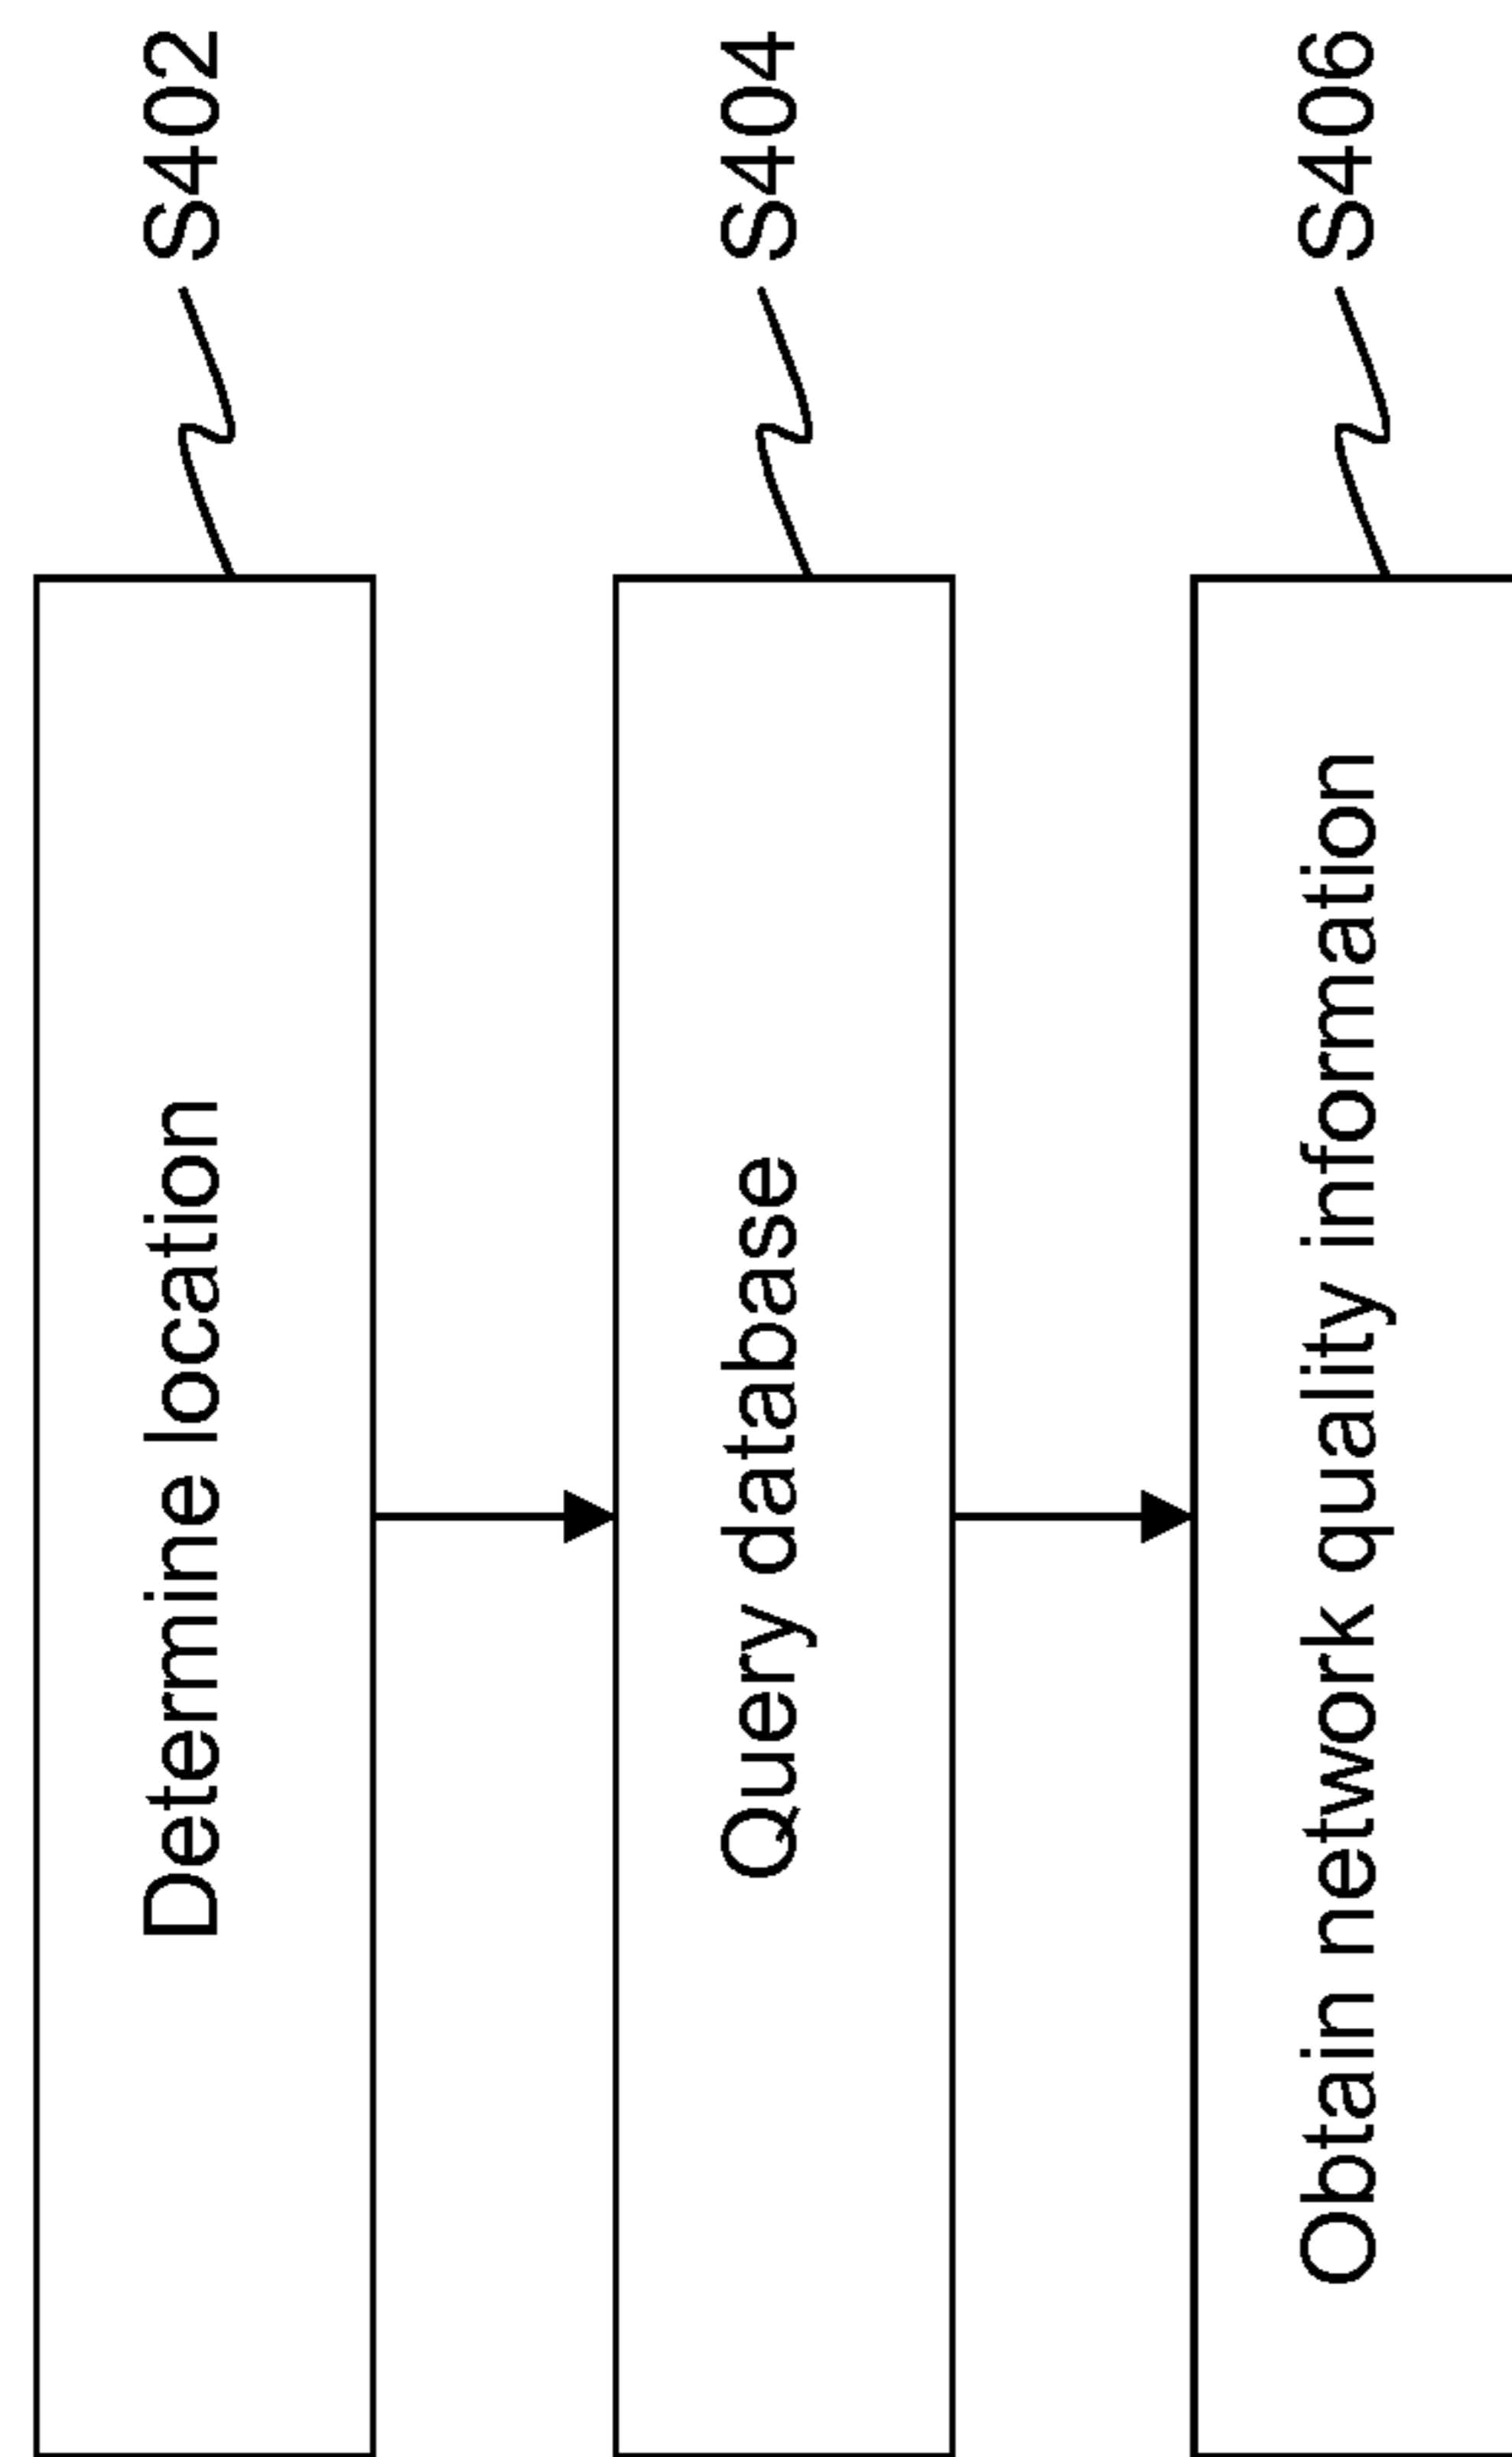 Determine location
S402
Query database
S404
Obtain network quality information
S406